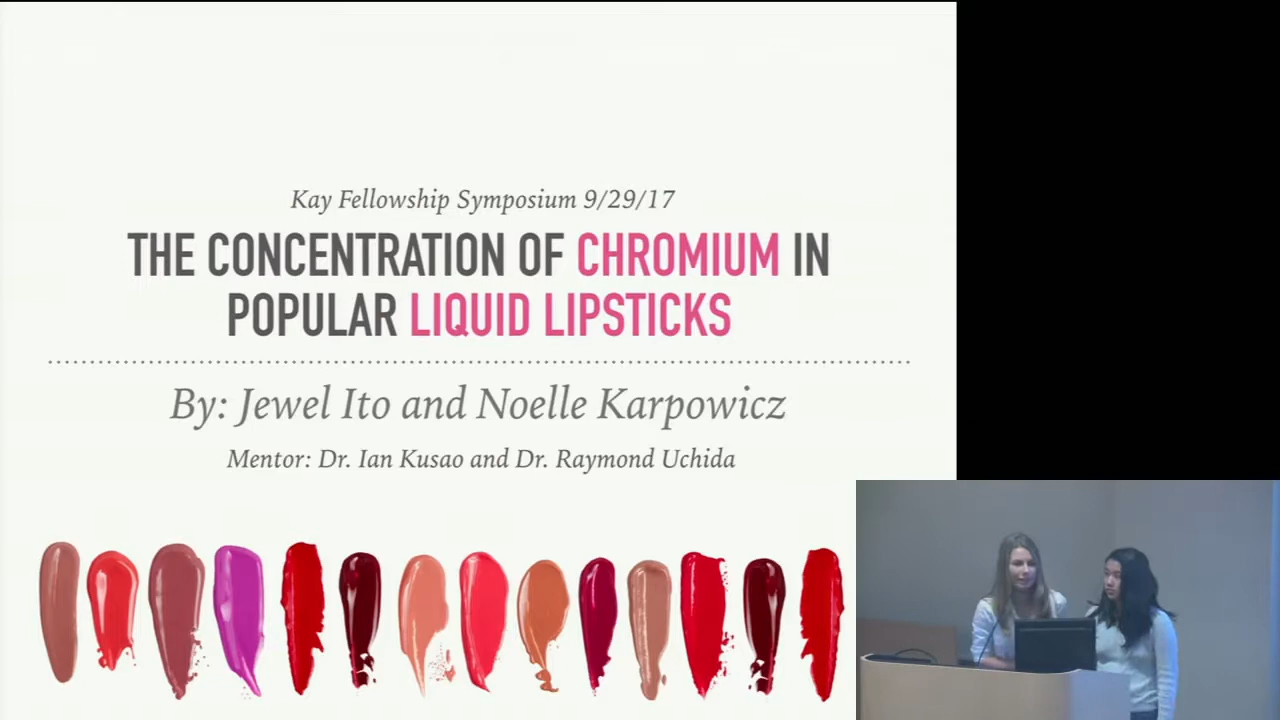 Kay Fellowship Symposium 9/29/17
THE CONCENTRATION OF CHROMIUM IN
POPULAR LIQUID LIPSTICKS
By: Jewel Ito and Noelle Karpowicz
Mentor: Dr. Ian Kusao and Dr. Raymond Uchida